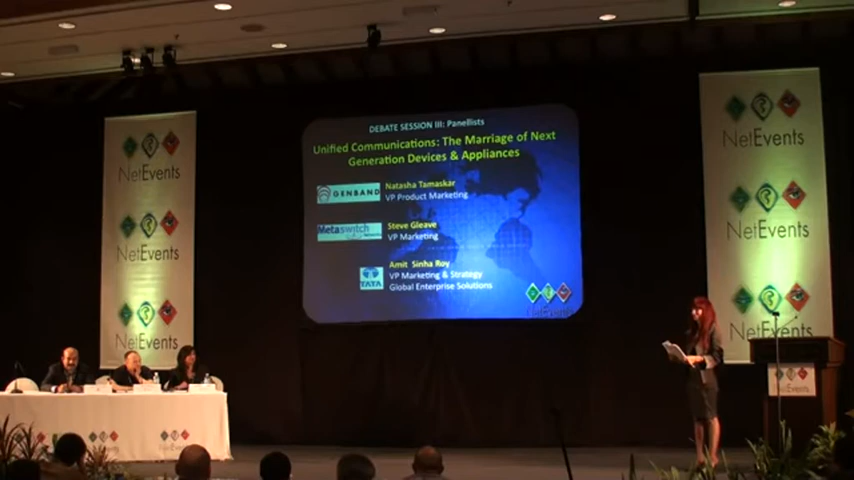 DEBATE SESSION III: Panellists
Unified Communications: The Marriage of Next
Generation Devices & Appliances
GENBAND
Natasha Tamaskar
VP Product Marketing
Metaswitch
Steve Gleave
VP Marketing
TATA
Amit Sinha Roy
VP Marketing & Strategy
Global Enterprise Solutions
NetEvents
NetEvents
NetEvents
NetEvents
NetEvents
NetEvents
NetEvents
NetEvents
NetEvents